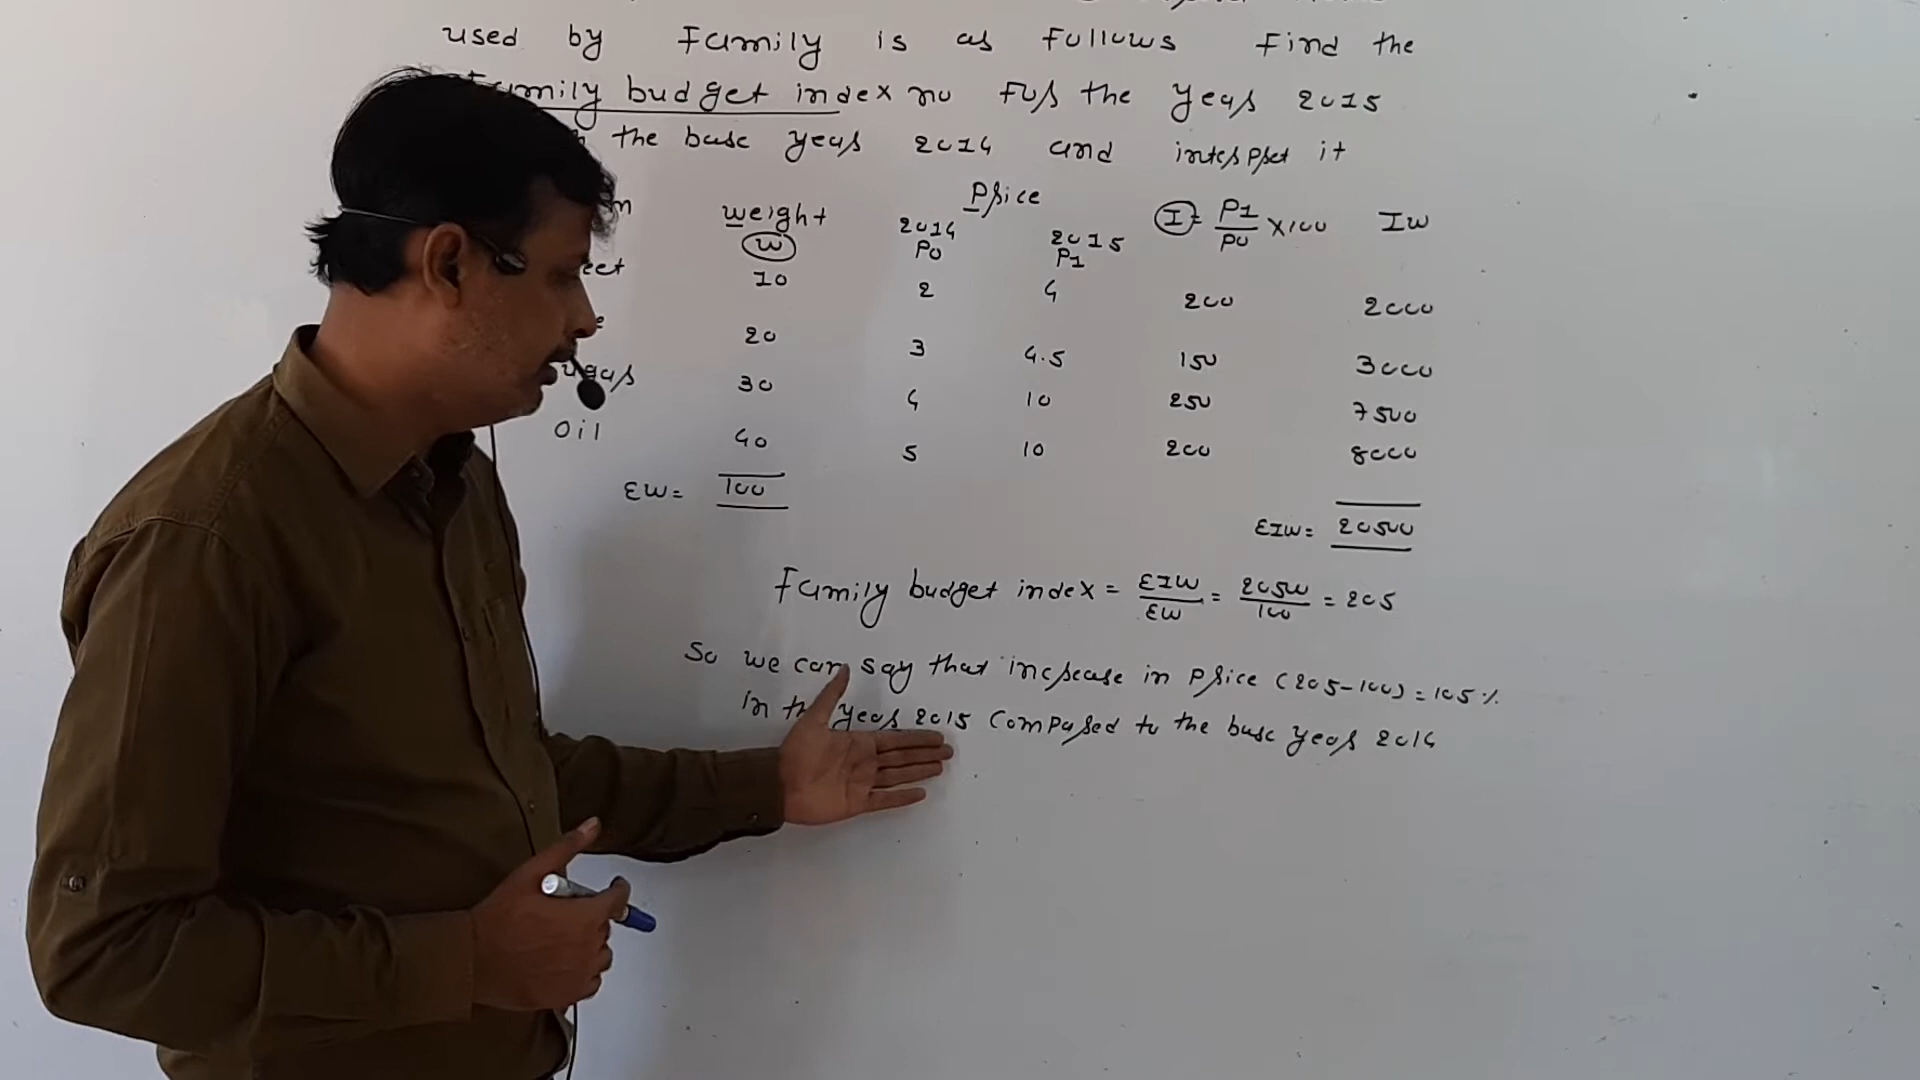 used by Family is as Follows Find the
Family budget index no For the year 2015
the base year 2014 and interpret it
Price
weight 2014 2015 I = P1/P0 ×100 IW
w P0 P1
10 2 4 200 2000
20 3 4.5 150 3000
30 4 10 250 7500
Oil 40 5 10 200 8000
ΣW= 100
ΣIW= 20500
Family budget index = ΣIW/ΣW = 20500/100 = 205
So we can say that increase in Price (205-100) = 105%
in the year 2015 Compared to the base year 2014